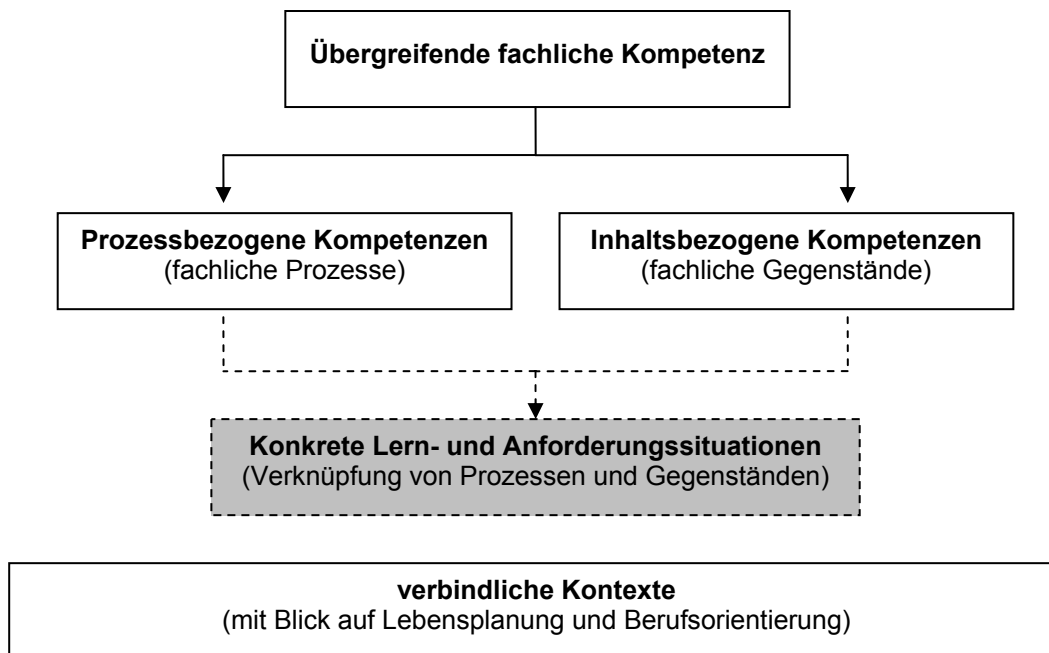 Übergreifende fachliche Kompetenz
Prozessbezogene Kompetenzen
(fachliche Prozesse)
Inhaltsbezogene Kompetenzen
(fachliche Gegenstände)
Konkrete Lern- und Anforderungssituationen
(Verknüpfung von Prozessen und Gegenständen)
verbindliche Kontexte
(mit Blick auf Lebensplanung und Berufsorientierung)